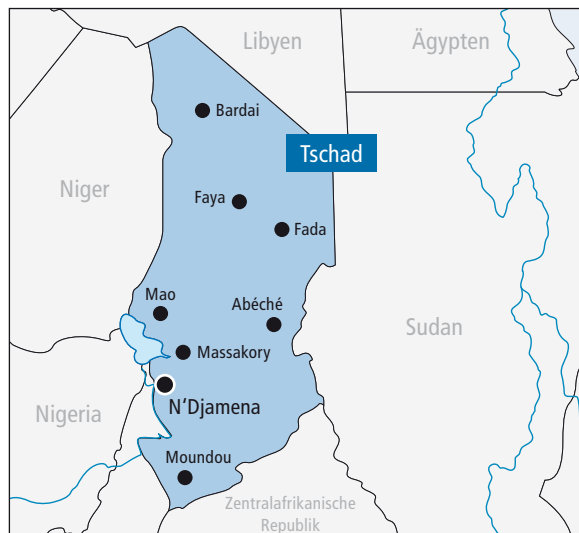 Libyen
Ägypten
Bardai
Tschad
Niger
Faya
Fada
Mao
Abéché
Sudan
Massakory
N‘Djamena
Nigeria
Moundou
Zentralafrikanische
Republik